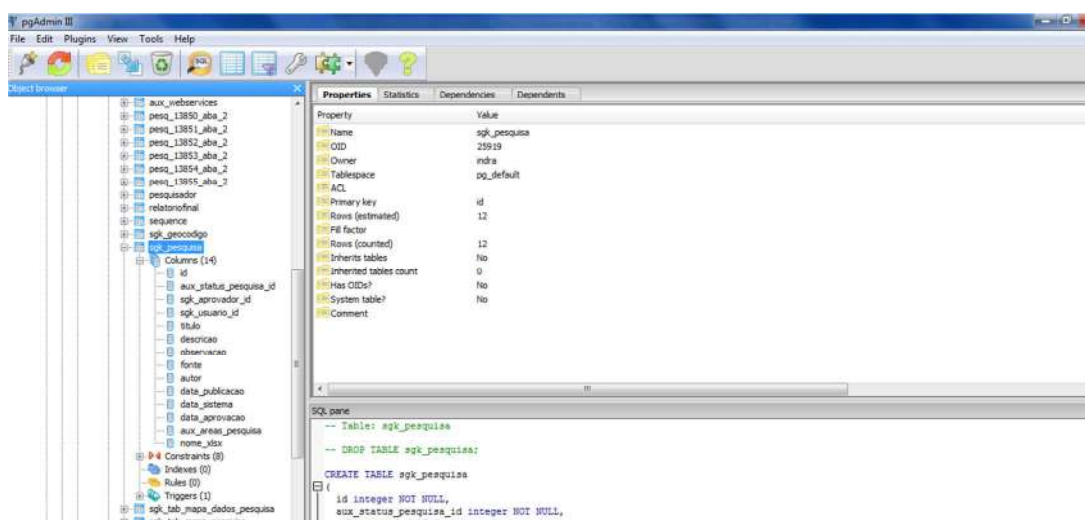 pgAdmin III
File Edit Plugins View Tools Help
SQL
Object browser
aux_webservices
pesq_13850_aba_2
pesq_13851_aba_2
pesq_13852_aba_2
pesq_13853_aba_2
pesq_13854_aba_2
pesq_13855_aba_2
pesquisador
relatoriofinal
sequence
sgk_geocodigo
sgk_pesquisa
Columns (14)
id
aux_status_pesquisa_id
sgk_aprovador_id
sgk_usuario_id
titulo
descricao
observacao
fonte
autor
data_publicacao
data_sistema
data_aprovacao
aux_areas_pesquisa
nome_xlsx
Constraints (8)
Indexes (0)
Rules (0)
Triggers (1)
sgk_tab_mapa_dados_pesquisa
Properties Statistics Dependencies Dependents
Property Value
Name sgk_pesquisa
OID 25919
Owner indra
Tablespace pg_default
ACL
Primary key id
Rows (estimated) 12
Fill factor
Rows (counted) 12
Inherits tables No
Inherited tables count 0
Has OIDs? No
System table? No
Comment
SQL pane
-- Table: sgk_pesquisa
-- DROP TABLE sgk_pesquisa;
CREATE TABLE sgk_pesquisa
(
id integer NOT NULL,
aux_status_pesquisa_id integer NOT NULL,